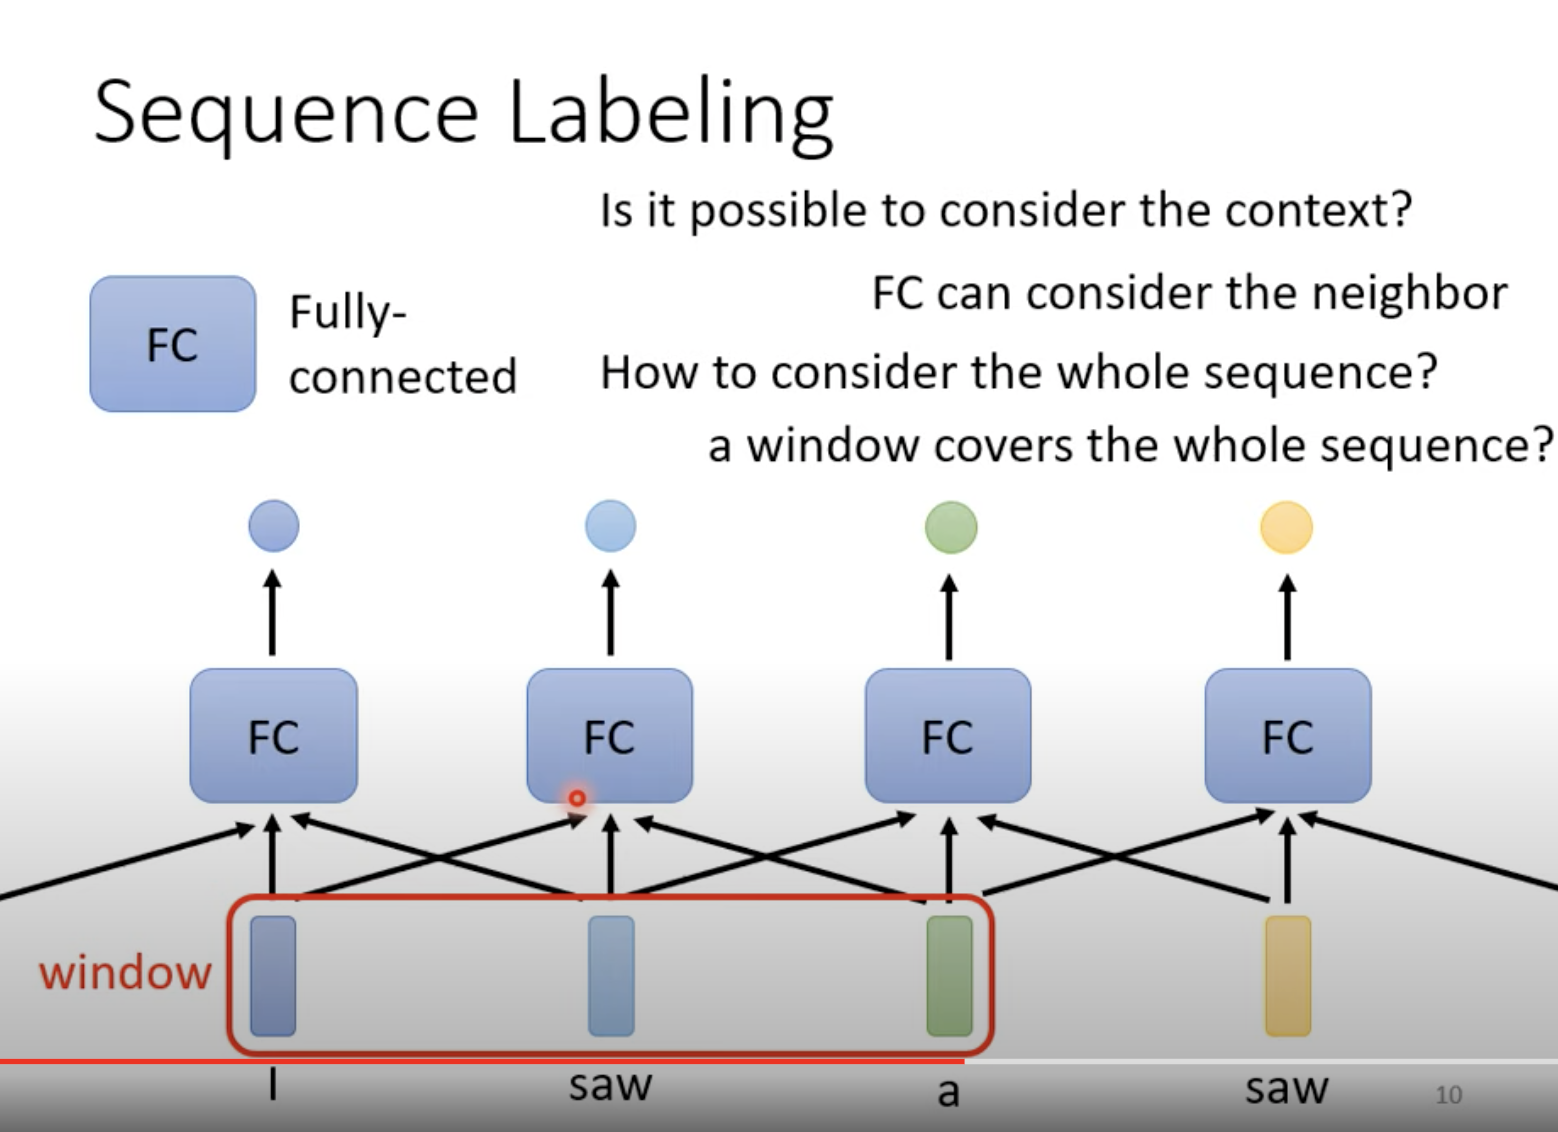 Sequence Labeling
Is it possible to consider the context?
FC can consider the neighbor
FC
Fully-
connected
How to consider the whole sequence?
a window covers the whole sequence?
FC
FC
FC
FC
window
I
saw
a
saw
10